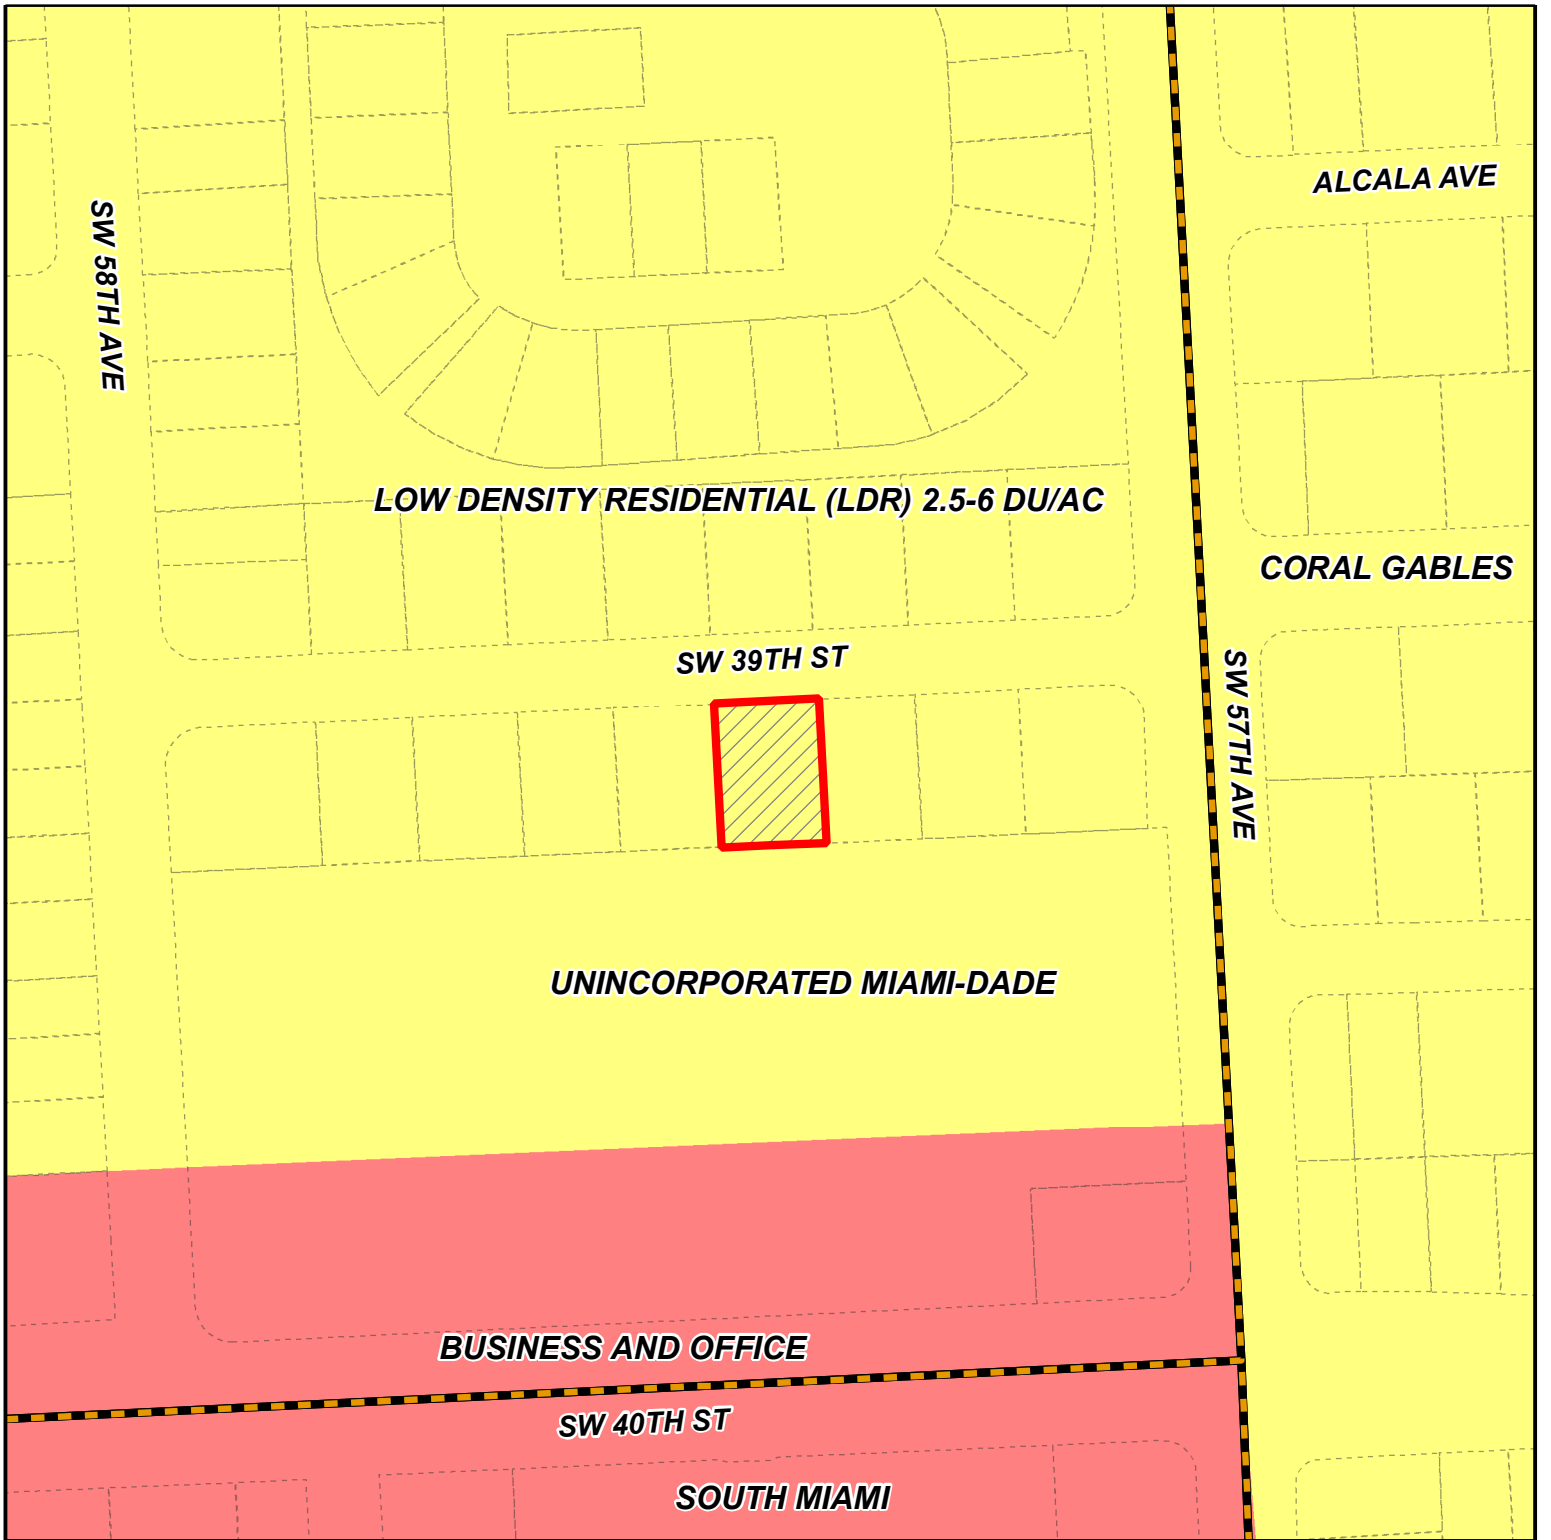 ALCALA AVE
SW 58TH AVE
LOW DENSITY RESIDENTIAL (LDR) 2.5-6 DU/AC
CORAL GABLES
SW 39TH ST
SW 57TH AVE
UNINCORPORATED MIAMI-DADE
BUSINESS AND OFFICE
SW 40TH ST
SOUTH MIAMI